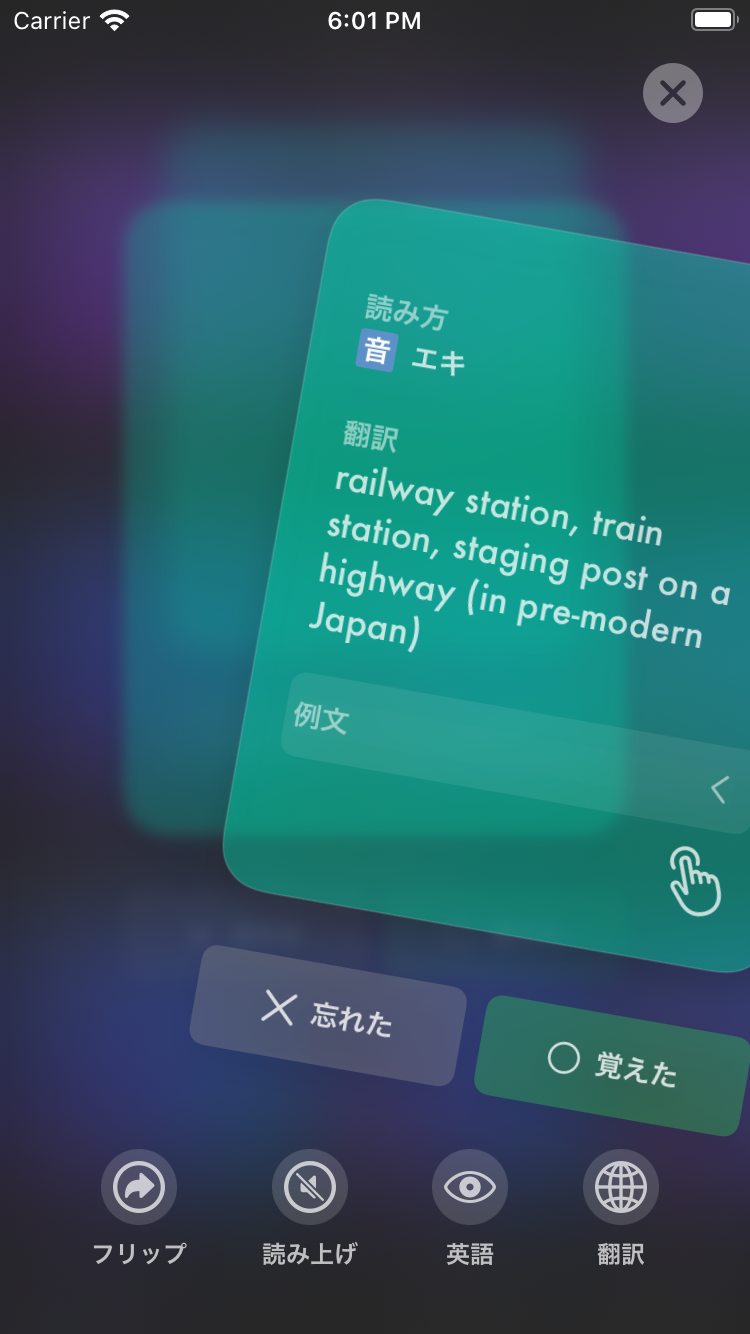 Carrier
6:01 PM
読み方
音 エキ
翻訳
railway station, train
station, staging post on a
highway (in pre-modern
Japan)
例文
忘れた
覚えた
フリップ
読み上げ
英語
翻訳